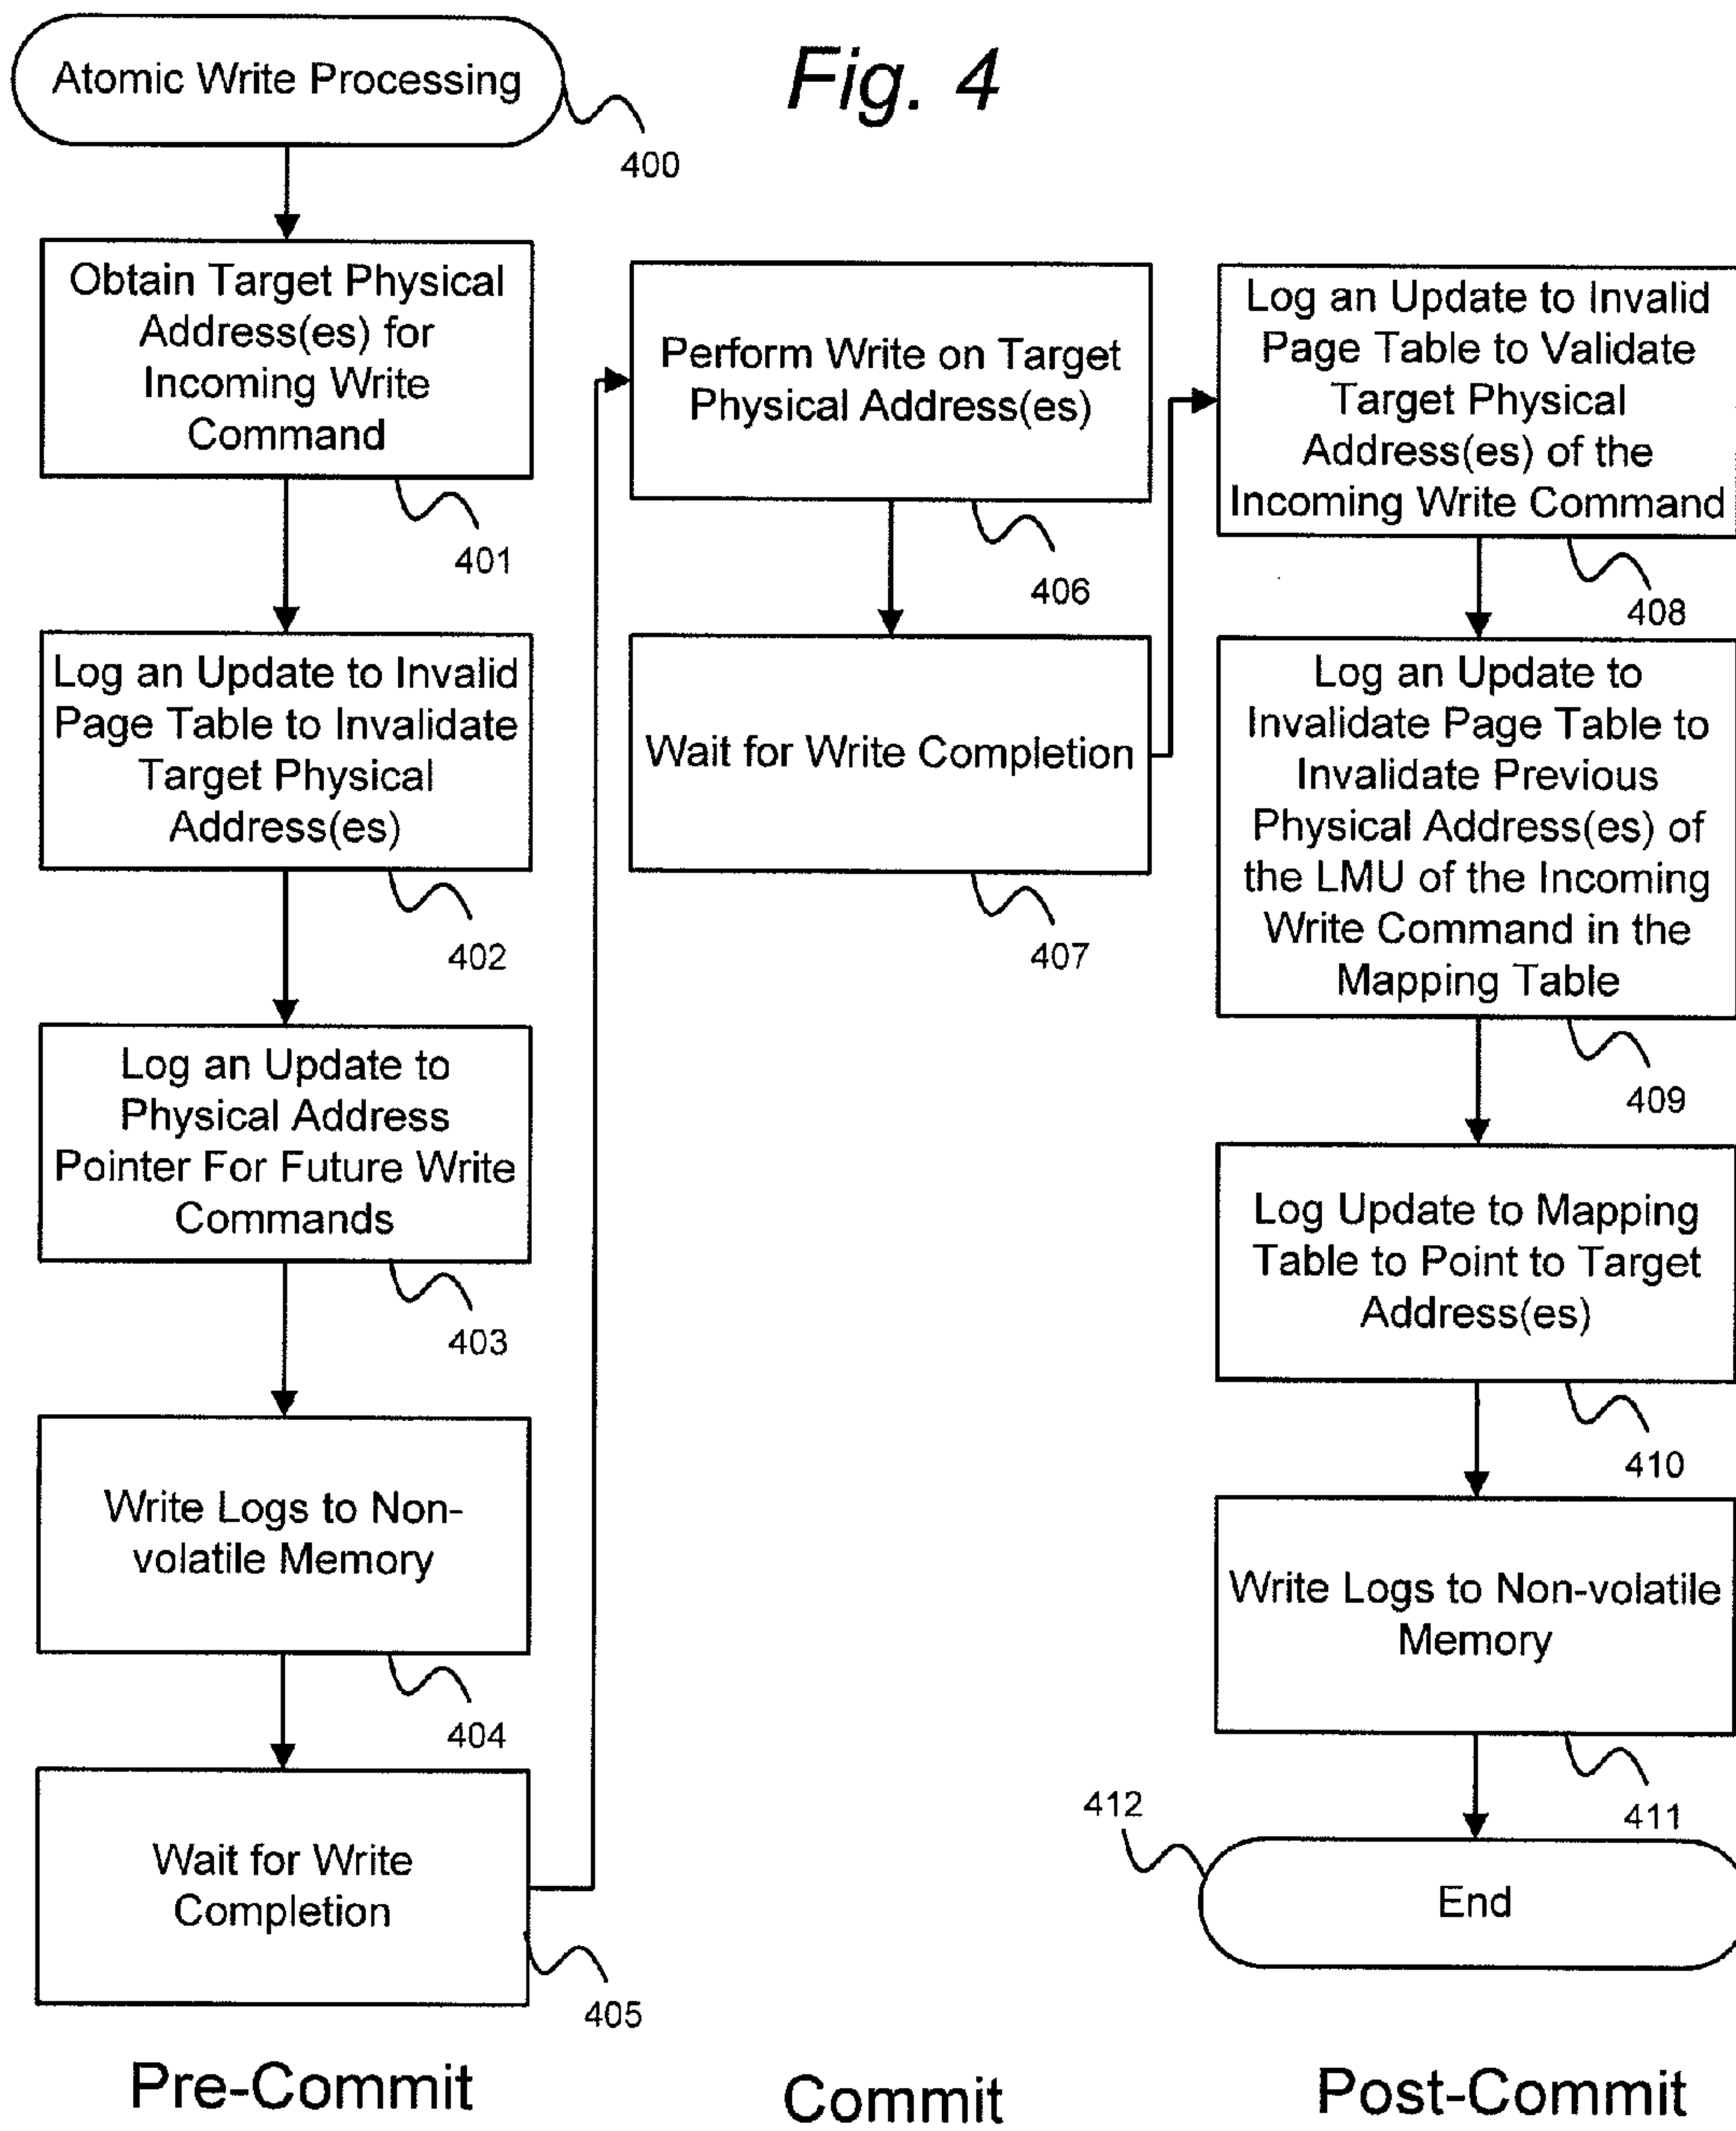 Fig. 4
Atomic Write Processing
400
Obtain Target Physical
Address(es) for
Incoming Write
Command
401
Log an Update to Invalid
Page Table to Invalidate
Target Physical
Address(es)
402
Log an Update to
Physical Address
Pointer For Future Write
Commands
403
Write Logs to Non-
volatile Memory
404
Wait for Write
Completion
405
Pre-Commit
Perform Write on Target
Physical Address(es)
406
Wait for Write Completion
407
Commit
Log an Update to Invalid
Page Table to Validate
Target Physical
Address(es) of the
Incoming Write Command
408
Log an Update to
Invalidate Page Table to
Invalidate Previous
Physical Address(es) of
the LMU of the Incoming
Write Command in the
Mapping Table
409
Log Update to Mapping
Table to Point to Target
Address(es)
410
Write Logs to Non-volatile
Memory
411
412
End
Post-Commit